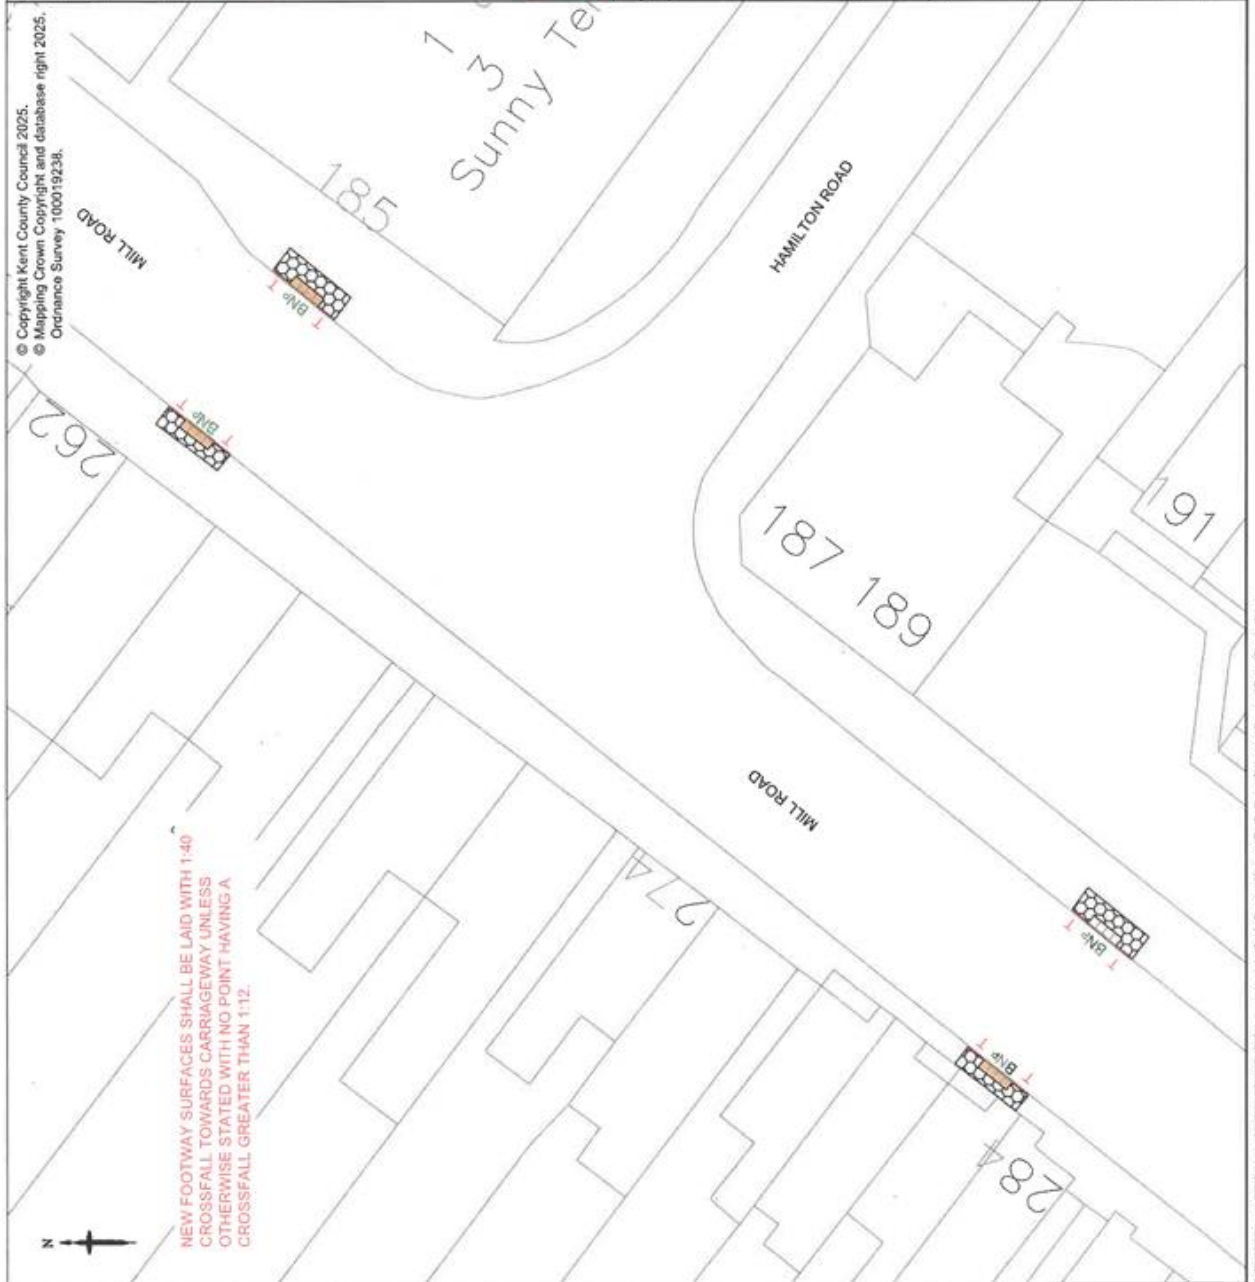 © Copyright Kent County Council 2025.
© Mapping Crown Copyright and database right 2025.
Ordnance Survey 100019238.
N
NEW FOOTWAY SURFACES SHALL BE LAID WITH 1:40
CROSSFALL TOWARDS CARRIAGEWAY UNLESS
OTHERWISE STATED WITH NO POINT HAVING A
CROSSFALL GREATER THAN 1:12.
MILL ROAD
1
3
Sunny Te
185
T
BNP
T
262
T
BNP
T
HAMILTON ROAD
187 189
191
MILL ROAD
274
T
BNP
T
T
BNP
T
284